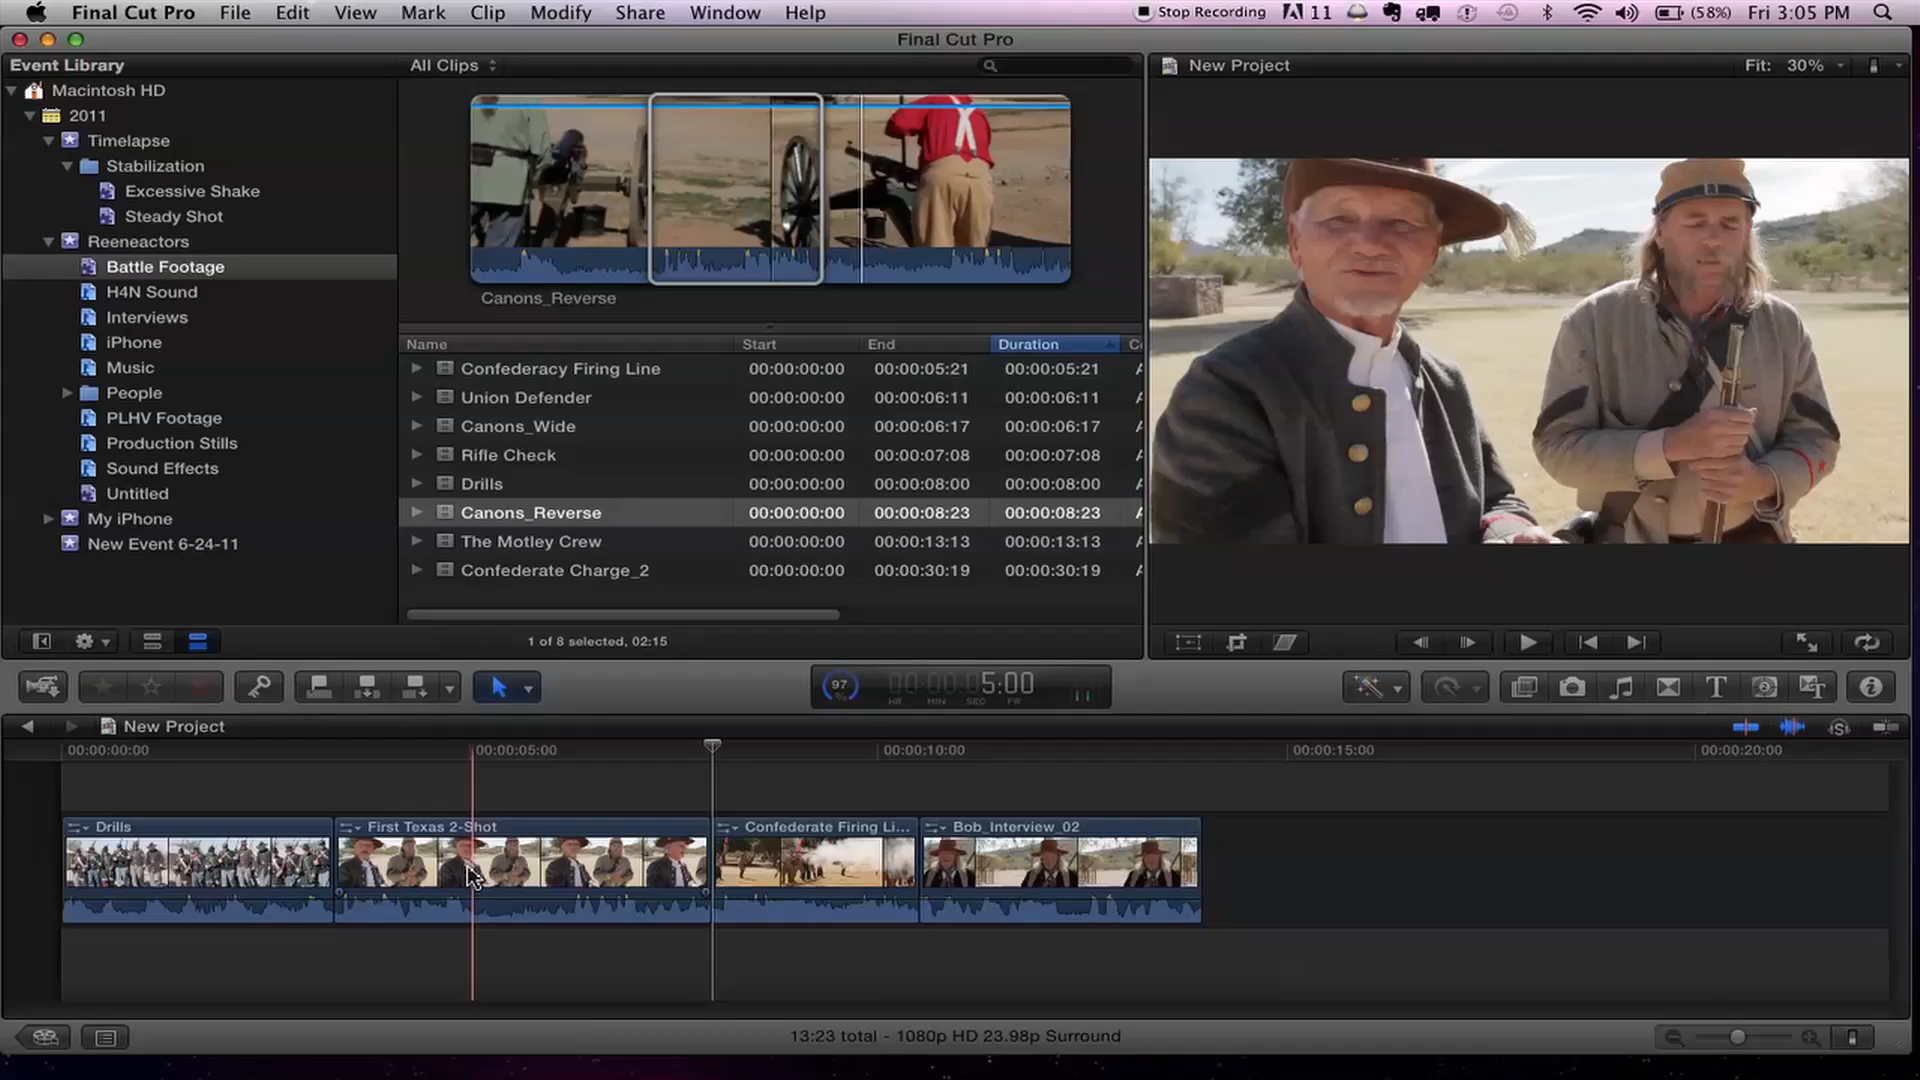 Final Cut Pro File Edit View Mark Clip Modify Share Window Help Stop Recording 11 (58%) Fri 3:05 PM
Final Cut Pro
Event Library
All Clips
New Project
Fit: 30%
Macintosh HD
2011
Timelapse
Stabilization
Excessive Shake
Steady Shot
Reeneactors
Battle Footage
H4N Sound
Interviews
iPhone
Music
People
PLHV Footage
Production Stills
Sound Effects
Untitled
My iPhone
New Event 6-24-11
Canons_Reverse
Name Start End Duration
Confederacy Firing Line 00:00:00:00 00:00:05:21 00:00:05:21
Union Defender 00:00:00:00 00:00:06:11 00:00:06:11
Canons_Wide 00:00:00:00 00:00:06:17 00:00:06:17
Rifle Check 00:00:00:00 00:00:07:08 00:00:07:08
Drills 00:00:00:00 00:00:08:00 00:00:08:00
Canons_Reverse 00:00:00:00 00:00:08:23 00:00:08:23
The Motley Crew 00:00:00:00 00:00:13:13 00:00:13:13
Confederate Charge_2 00:00:00:00 00:00:30:19 00:00:30:19
1 of 8 selected, 02:15
97
%
00:00:05:00
HR MIN SEC FR
New Project
00:00:00:00 00:00:05:00 00:00:10:00 00:00:15:00 00:00:20:00
Drills
First Texas 2-Shot
Confederate Firing Li...
Bob_Interview_02
13:23 total - 1080p HD 23.98p Surround